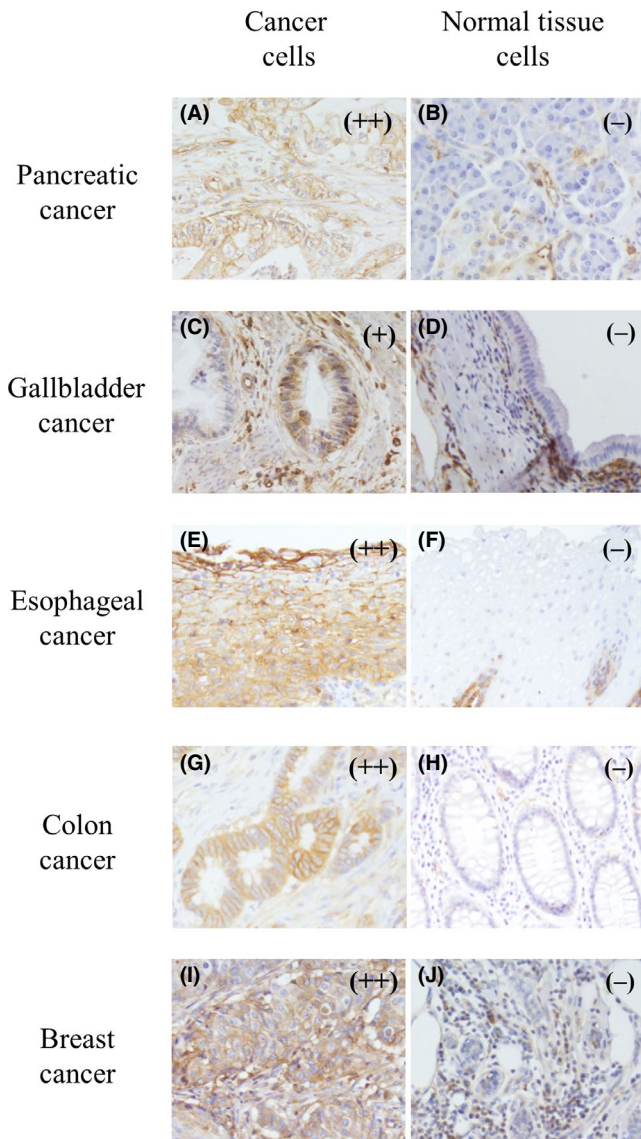 Cancer
cells
Normal tissue
cells
Pancreatic
cancer
(A)
(++)
(B)
(−)
Gallbladder
cancer
(C)
(+)
(D)
(−)
Esophageal
cancer
(E)
(++)
(F)
(−)
Colon
cancer
(G)
(++)
(H)
(−)
Breast
cancer
(I)
(++)
(J)
(−)